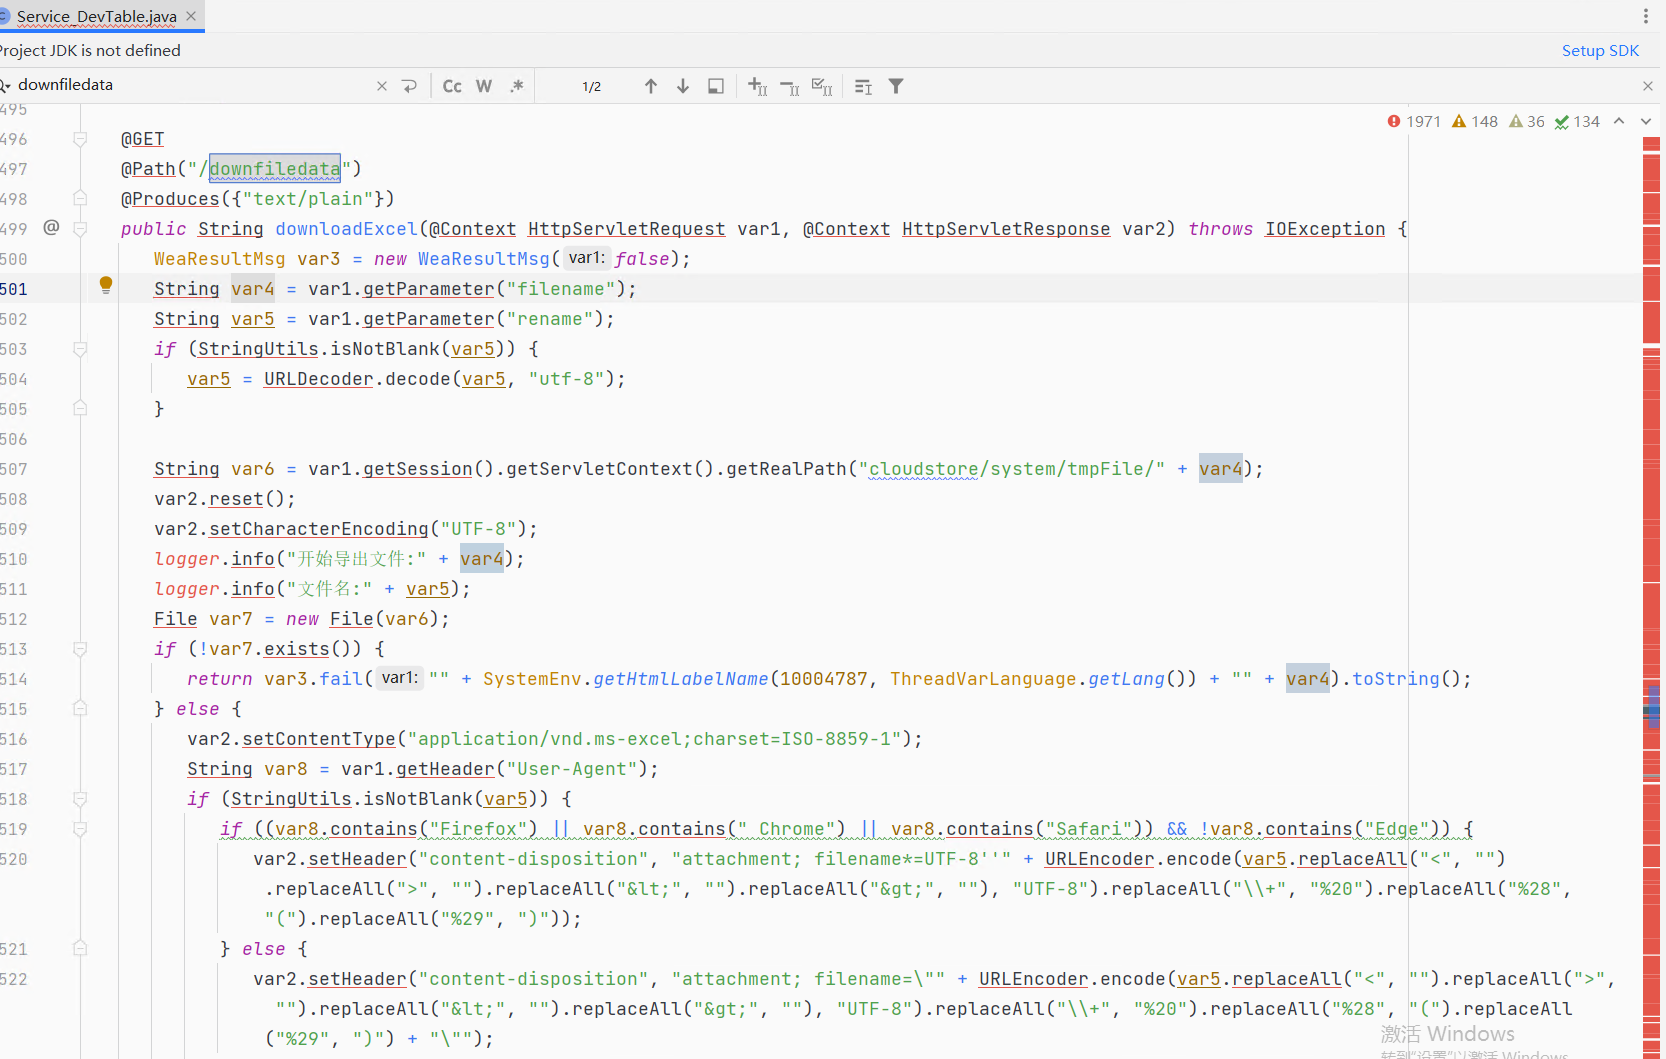 Service_DevTable.java
Project JDK is not defined
Setup SDK
downfiledata
Cc W .*
1/2
1971 148 36 134
495
496 @GET
497 @Path("/downfiledata")
498 @Produces({"text/plain"})
499 @ public String downloadExcel(@Context HttpServletRequest var1, @Context HttpServletResponse var2) throws IOException {
500 WeaResultMsg var3 = new WeaResultMsg( var1: false);
501 String var4 = var1.getParameter("filename");
502 String var5 = var1.getParameter("rename");
503 if (StringUtils.isNotBlank(var5)) {
504 var5 = URLDecoder.decode(var5, "utf-8");
505 }
506
507 String var6 = var1.getSession().getServletContext().getRealPath("cloudstore/system/tmpFile/" + var4);
508 var2.reset();
509 var2.setCharacterEncoding("UTF-8");
510 logger.info("开始导出文件:" + var4);
511 logger.info("文件名:" + var5);
512 File var7 = new File(var6);
513 if (!var7.exists()) {
514 return var3.fail( var1: "" + SystemEnv.getHtmlLabelName(10004787, ThreadVarLanguage.getLang()) + "" + var4).toString();
515 } else {
516 var2.setContentType("application/vnd.ms-excel;charset=ISO-8859-1");
517 String var8 = var1.getHeader("User-Agent");
518 if (StringUtils.isNotBlank(var5)) {
519 if ((var8.contains("Firefox") || var8.contains(" Chrome") || var8.contains("Safari")) && !var8.contains("Edge")) {
520 var2.setHeader("content-disposition", "attachment; filename*=UTF-8''" + URLEncoder.encode(var5.replaceAll("<", "")
.replaceAll(">", "").replaceAll("&lt;", "").replaceAll("&gt;", ""), "UTF-8").replaceAll("\\+", "%20").replaceAll("%28",
"(").replaceAll("%29", ")"));
521 } else {
522 var2.setHeader("content-disposition", "attachment; filename=\"" + URLEncoder.encode(var5.replaceAll("<", "").replaceAll(">",
"").replaceAll("&lt;", "").replaceAll("&gt;", ""), "UTF-8").replaceAll("\\+", "%20").replaceAll("%28", "(").replaceAll
("%29", ")") + "\"");
激活 Windows
转到"设置"以激活 Windows